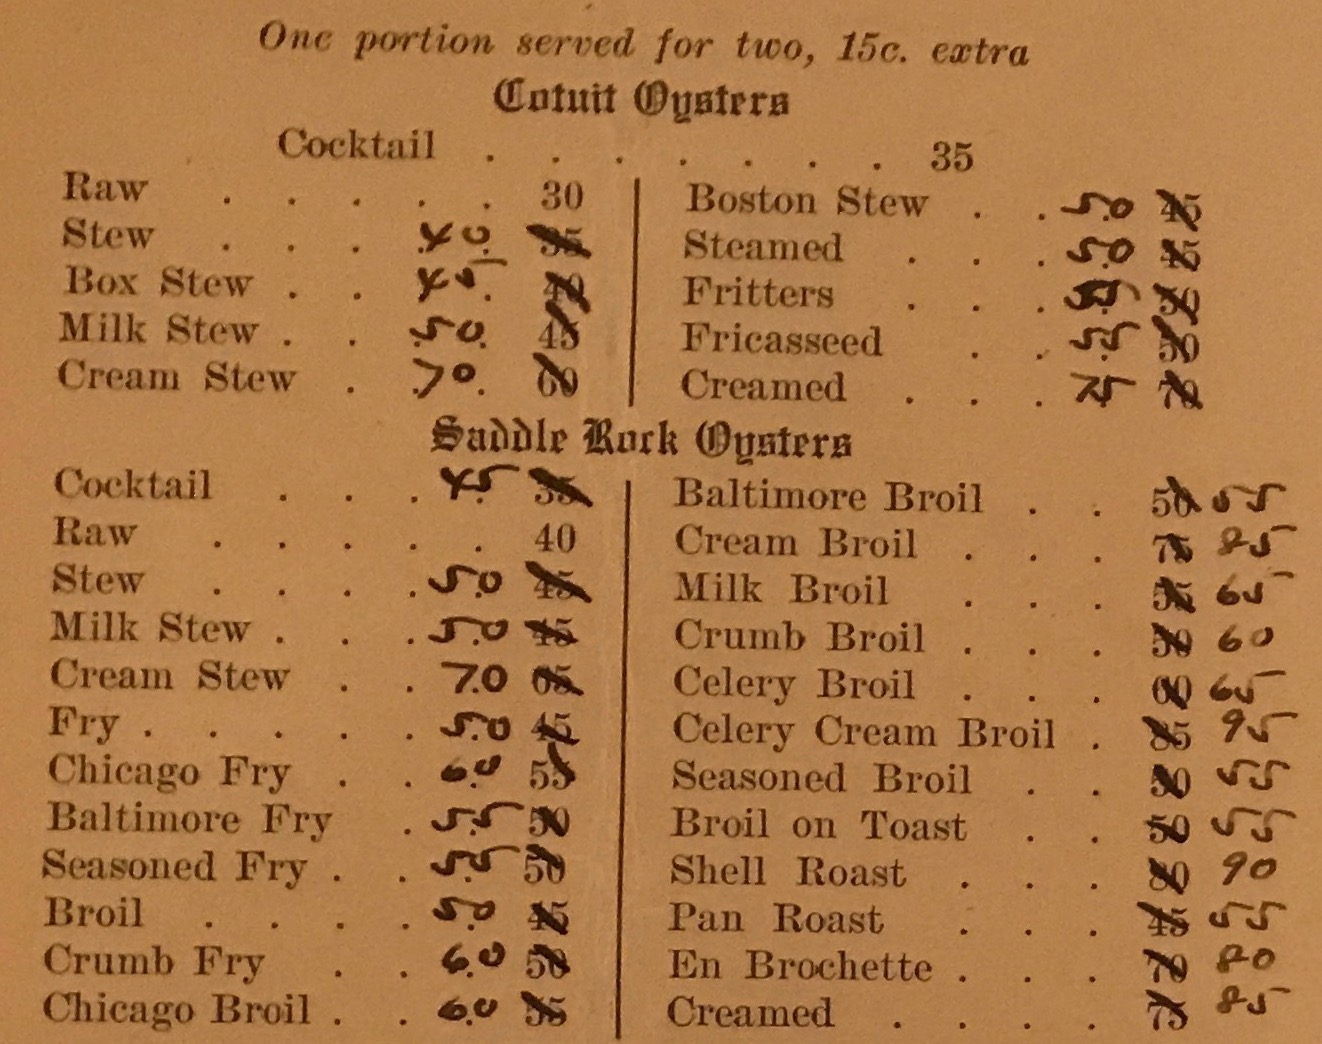 One portion served for two, 15c. extra
Cotuit Oysters
Cocktail . . . . . . . 35
Raw . . . . . 30
Stew . . . 40 35
Box Stew . . 45 40
Milk Stew . . 50 45
Cream Stew . 70 60
Boston Stew . . 50 45
Steamed . . . 50 45
Fritters . . . 55 50
Fricasseed . . 55 50
Creamed . . . 75 70
Saddle Rock Oysters
Cocktail . . . 45 35
Raw . . . . . 40
Stew . . . . 50 45
Milk Stew . . . 50 45
Cream Stew . . 70 65
Fry . . . . . 50 45
Chicago Fry . . 60 55
Baltimore Fry . 55 50
Seasoned Fry . . 55 50
Broil . . . . 50 45
Crumb Fry . . 60 50
Chicago Broil . . 60 55
Baltimore Broil . . 50 55
Cream Broil . . . 75 85
Milk Broil . . . 55 65
Crumb Broil . . . 50 60
Celery Broil . . . 60 65
Celery Cream Broil . 85 95
Seasoned Broil . . 50 55
Broil on Toast . . 50 55
Shell Roast . . . 80 90
Pan Roast . . . 45 55
En Brochette . . . 70 80
Creamed . . . . 75 85